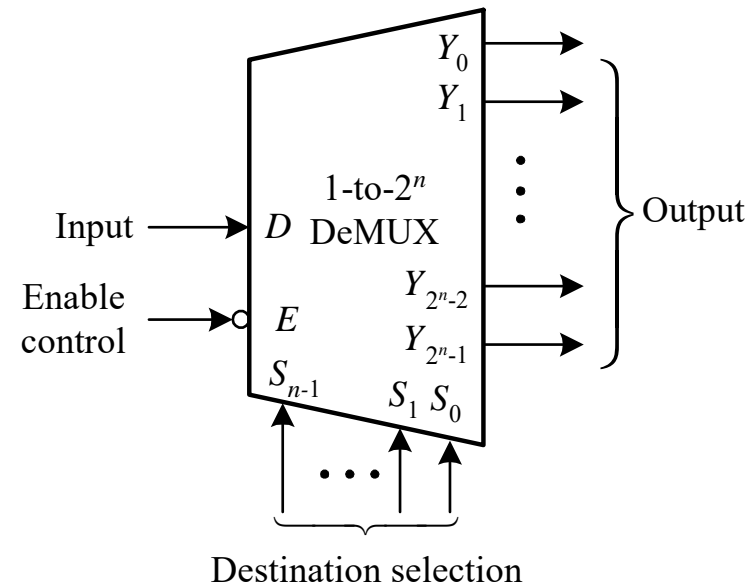 Y₀
Y₁
1-to-2ⁿ
DeMUX
Input
D
Output
Enable
control
E
Y₂ⁿ₋₂
Y₂ⁿ₋₁
Sₙ₋₁
S₁ S₀
Destination selection